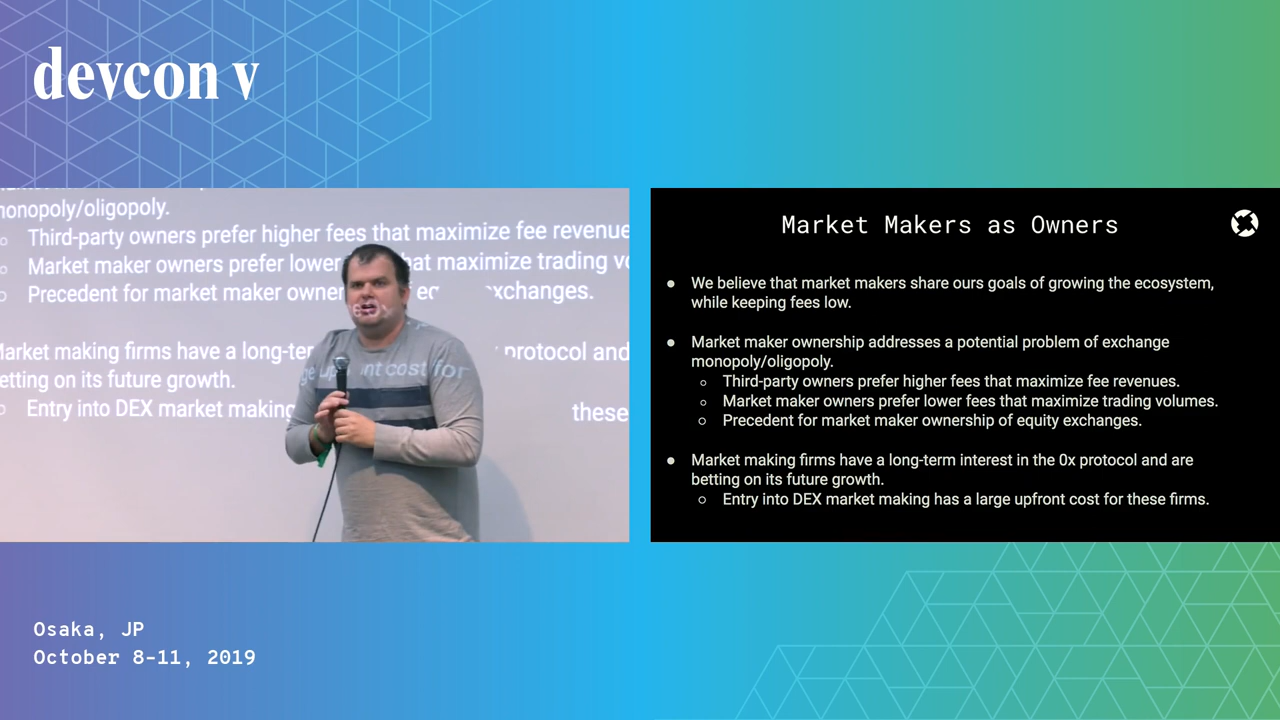 devcon v
monopoly/oligopoly.
Third-party owners prefer higher fees that maximize fee revenue
Market maker owners prefer lower at maximize trading
Precedent for market maker xchanges.
Market making firms have a long-ter protocol and
etting on its future growth.
Entry into DEX market making these
ge up nt cost for
Market Makers as Owners
● We believe that market makers share ours goals of growing the ecosystem,
while keeping fees low.
● Market maker ownership addresses a potential problem of exchange
monopoly/oligopoly.
○ Third-party owners prefer higher fees that maximize fee revenues.
○ Market maker owners prefer lower fees that maximize trading volumes.
○ Precedent for market maker ownership of equity exchanges.
● Market making firms have a long-term interest in the 0x protocol and are
betting on its future growth.
○ Entry into DEX market making has a large upfront cost for these firms.
Osaka, JP
October 8-11, 2019